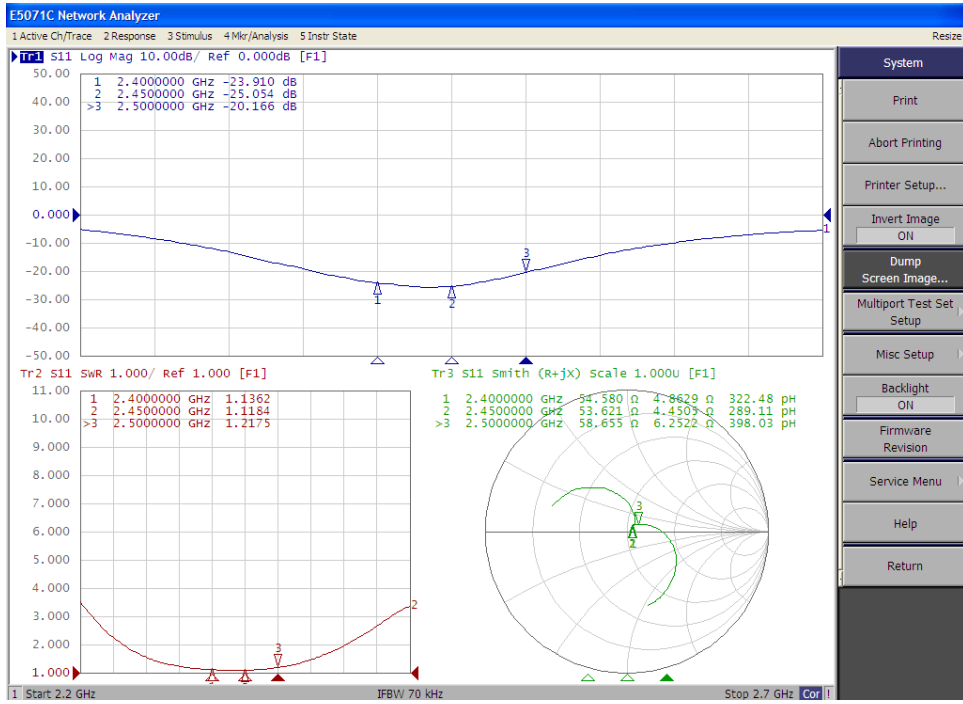 E5071C Network Analyzer
1 Active Ch/Trace 2 Response 3 Stimulus 4 Mkr/Analysis 5 Instr State
Resize
Tr1 S11 Log Mag 10.00dB/ Ref 0.000dB [F1]
50.00
40.00
30.00
20.00
10.00
0.000
-10.00
-20.00
-30.00
-40.00
-50.00
1 2.4000000 GHz -23.910 dB
2 2.4500000 GHz -25.054 dB
>3 2.5000000 GHz -20.166 dB
1
2
3
1
Tr2 S11 SWR 1.000/ Ref 1.000 [F1]
11.00
10.00
9.000
8.000
7.000
6.000
5.000
4.000
3.000
2.000
1.000
1 2.4000000 GHz 1.1362
2 2.4500000 GHz 1.1184
>3 2.5000000 GHz 1.2175
3
2
Tr3 S11 Smith (R+jX) Scale 1.000U [F1]
1 2.4000000 GHz 54.580 Ω 4.8629 Ω 322.48 pH
2 2.4500000 GHz 53.621 Ω 4.4505 Ω 289.11 pH
>3 2.5000000 GHz 58.655 Ω 6.2522 Ω 398.03 pH
3
2
1 Start 2.2 GHz
IFBW 70 kHz
Stop 2.7 GHz Cor !
System
Print
Abort Printing
Printer Setup...
Invert Image
ON
Dump
Screen Image...
Multiport Test Set
Setup
Misc Setup
Backlight
ON
Firmware
Revision
Service Menu
Help
Return